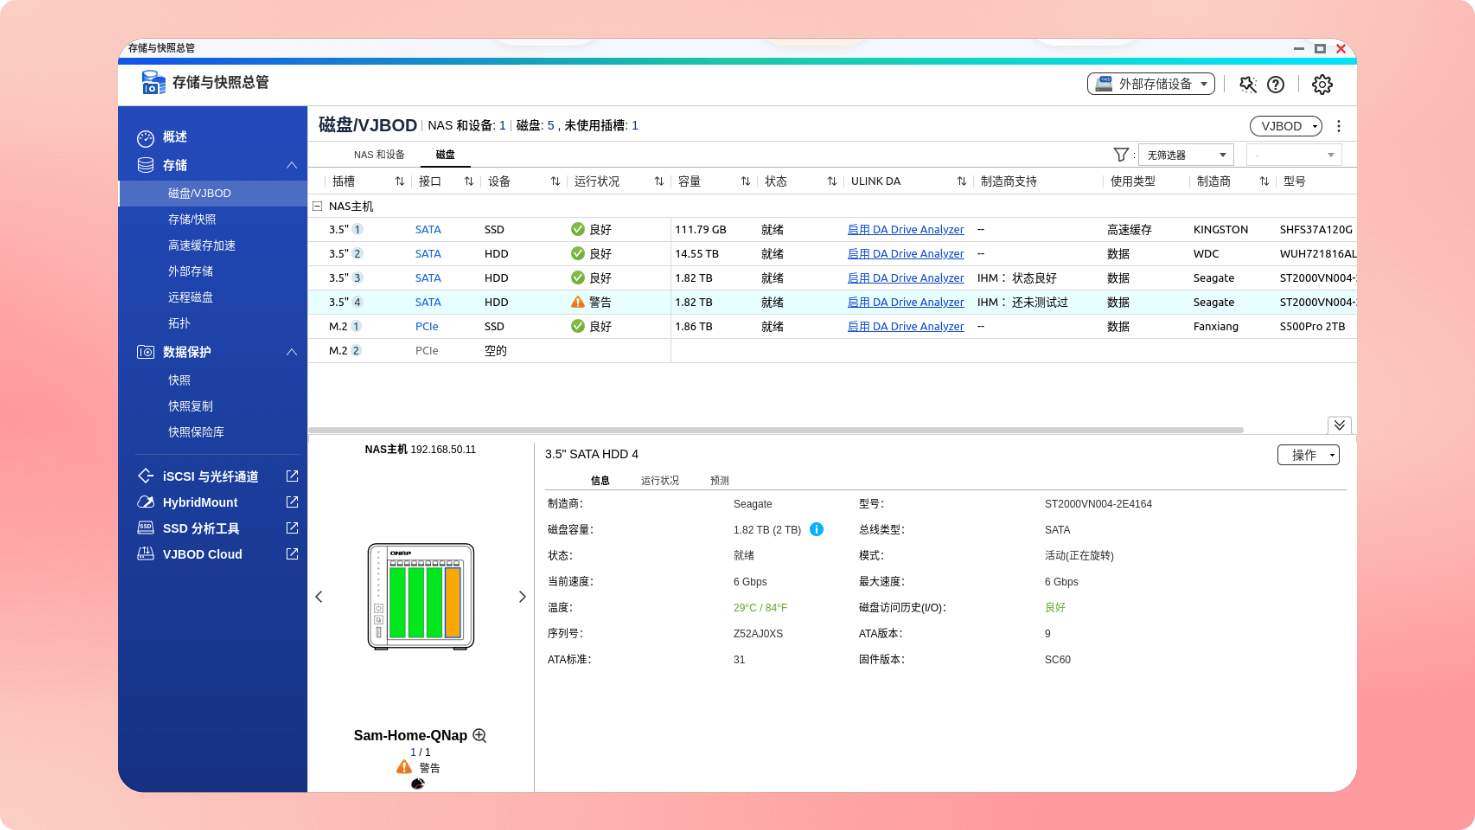 存储与快照总管
存储与快照总管
外部存储设备
概述
存储
磁盘/VJBOD
存储/快照
高速缓存加速
外部存储
远程磁盘
拓扑
数据保护
快照
快照复制
快照保险库
iSCSI 与光纤通道
HybridMount
SSD 分析工具
VJBOD Cloud
磁盘/VJBOD | NAS 和设备: 1 | 磁盘: 5 , 未使用插槽: 1
VJBOD
NAS 和设备 磁盘
: 无筛选器 -
插槽 接口 设备 运行状况 容量 状态 ULINK DA 制造商支持 使用类型 制造商 型号
NAS主机
3.5" 1 SATA SSD 良好 111.79 GB 就绪 启用 DA Drive Analyzer -- 高速缓存 KINGSTON SHFS37A120G
3.5" 2 SATA HDD 良好 14.55 TB 就绪 启用 DA Drive Analyzer -- 数据 WDC WUH721816AL
3.5" 3 SATA HDD 良好 1.82 TB 就绪 启用 DA Drive Analyzer IHM： 状态良好 数据 Seagate ST2000VN004-
3.5" 4 SATA HDD 警告 1.82 TB 就绪 启用 DA Drive Analyzer IHM： 还未测试过 数据 Seagate ST2000VN004-
M.2 1 PCIe SSD 良好 1.86 TB 就绪 启用 DA Drive Analyzer -- 数据 Fanxiang S500Pro 2TB
M.2 2 PCIe 空的
NAS主机 192.168.50.11
QNAP
Sam-Home-QNap
1 / 1
警告
3.5" SATA HDD 4
操作
信息 运行状况 预测
制造商: Seagate 型号: ST2000VN004-2E4164
磁盘容量: 1.82 TB (2 TB) 总线类型: SATA
状态: 就绪 模式: 活动(正在旋转)
当前速度: 6 Gbps 最大速度: 6 Gbps
温度: 29°C / 84°F 磁盘访问历史(I/O): 良好
序列号: Z52AJ0XS ATA版本: 9
ATA标准: 31 固件版本: SC60